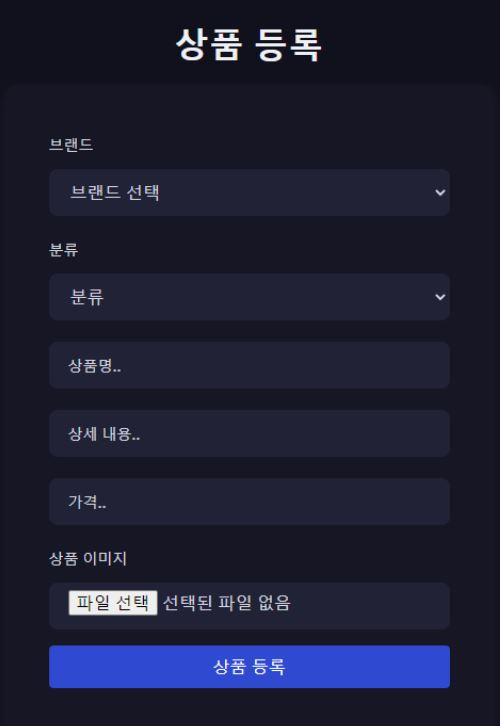 상품 등록
브랜드
브랜드 선택
분류
분류
상품명..
상세 내용..
가격..
상품 이미지
파일 선택 선택된 파일 없음
상품 등록